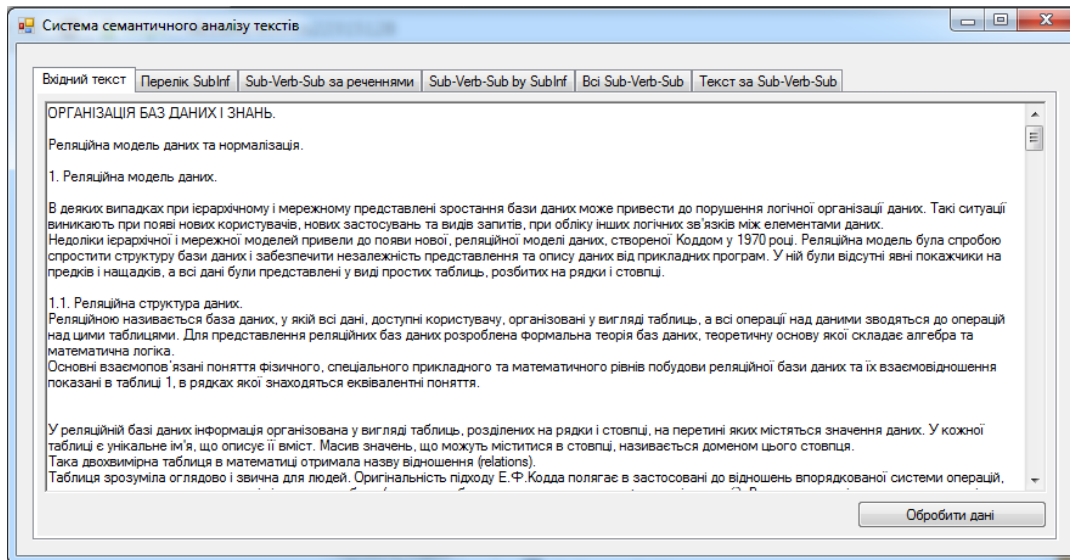 Система семантичного аналізу текстів
Вхідний текст Перелік SubInf Sub-Verb-Sub за реченнями Sub-Verb-Sub by SubInf Всі Sub-Verb-Sub Текст за Sub-Verb-Sub
ОРГАНІЗАЦІЯ БАЗ ДАНИХ І ЗНАНЬ.
Реляційна модель даних та нормалізація.
1. Реляційна модель даних.
В деяких випадках при ієрархічному і мережному представлені зростання бази даних може привести до порушення логічної організації даних. Такі ситуації
виникають при появі нових користувачів, нових застосувань та видів запитів, при обліку інших логічних зв'язків між елементами даних.
Недоліки ієрархічної і мережної моделей привели до появи нової, реляційної моделі даних, створеної Коддом у 1970 році. Реляційна модель була спробою
спростити структуру бази даних і забезпечити незалежність представлення та опису даних від прикладних програм. У ній були відсутні явні покажчики на
предків і нащадків, а всі дані були представлені у виді простих таблиць, розбитих на рядки і стовпці.
1.1. Реляційна структура даних.
Реляційною називається база даних, у якій всі дані, доступні користувачу, організовані у вигляді таблиць, а всі операції над даними зводяться до операцій
над цими таблицями. Для представлення реляційних баз даних розроблена формальна теорія баз даних, теоретичну основу якої складає алгебра та
математична логіка.
Основні взаємопов'язані поняття фізичного, спеціального прикладного та математичного рівнів побудови реляційної бази даних та їх взаємовідношення
показані в таблиці 1, в рядках якої знаходяться еквівалентні поняття.
У реляційній базі даних інформація організована у вигляді таблиць, розділених на рядки і стовпці, на перетині яких містяться значення даних. У кожної
таблиці є унікальне ім'я, що описує її вміст. Масив значень, що можуть міститися в стовпці, називається доменом цього стовпця.
Така двохвимірна таблиця в математиці отримала назву відношення (relations).
Таблиця зрозуміла оглядово і звична для людей. Оригінальність підходу Е.Ф.Кодда полягає в застосовані до відношень впорядкованої системи операцій,
Обробити дані